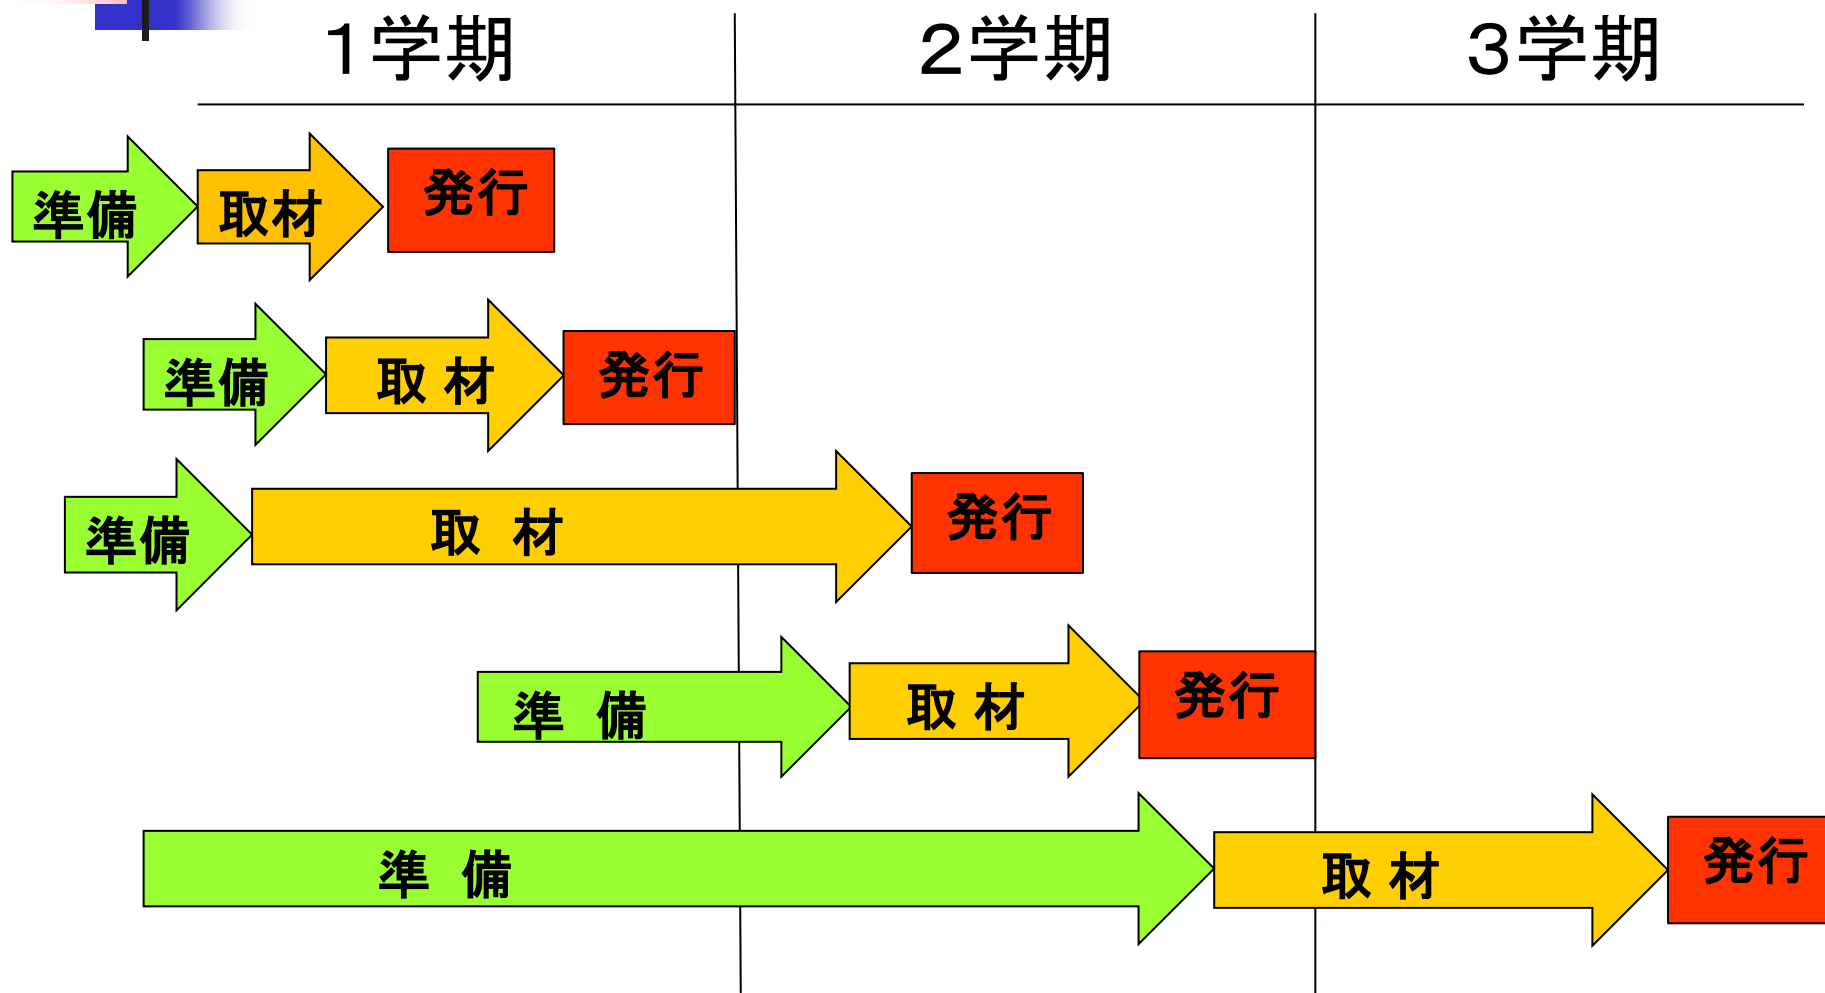 １学期 ２学期 ３学期
準備 取材 発行
準備 取 材 発行
準備 取 材 発行
準 備 取 材 発行
準 備 取 材 発行